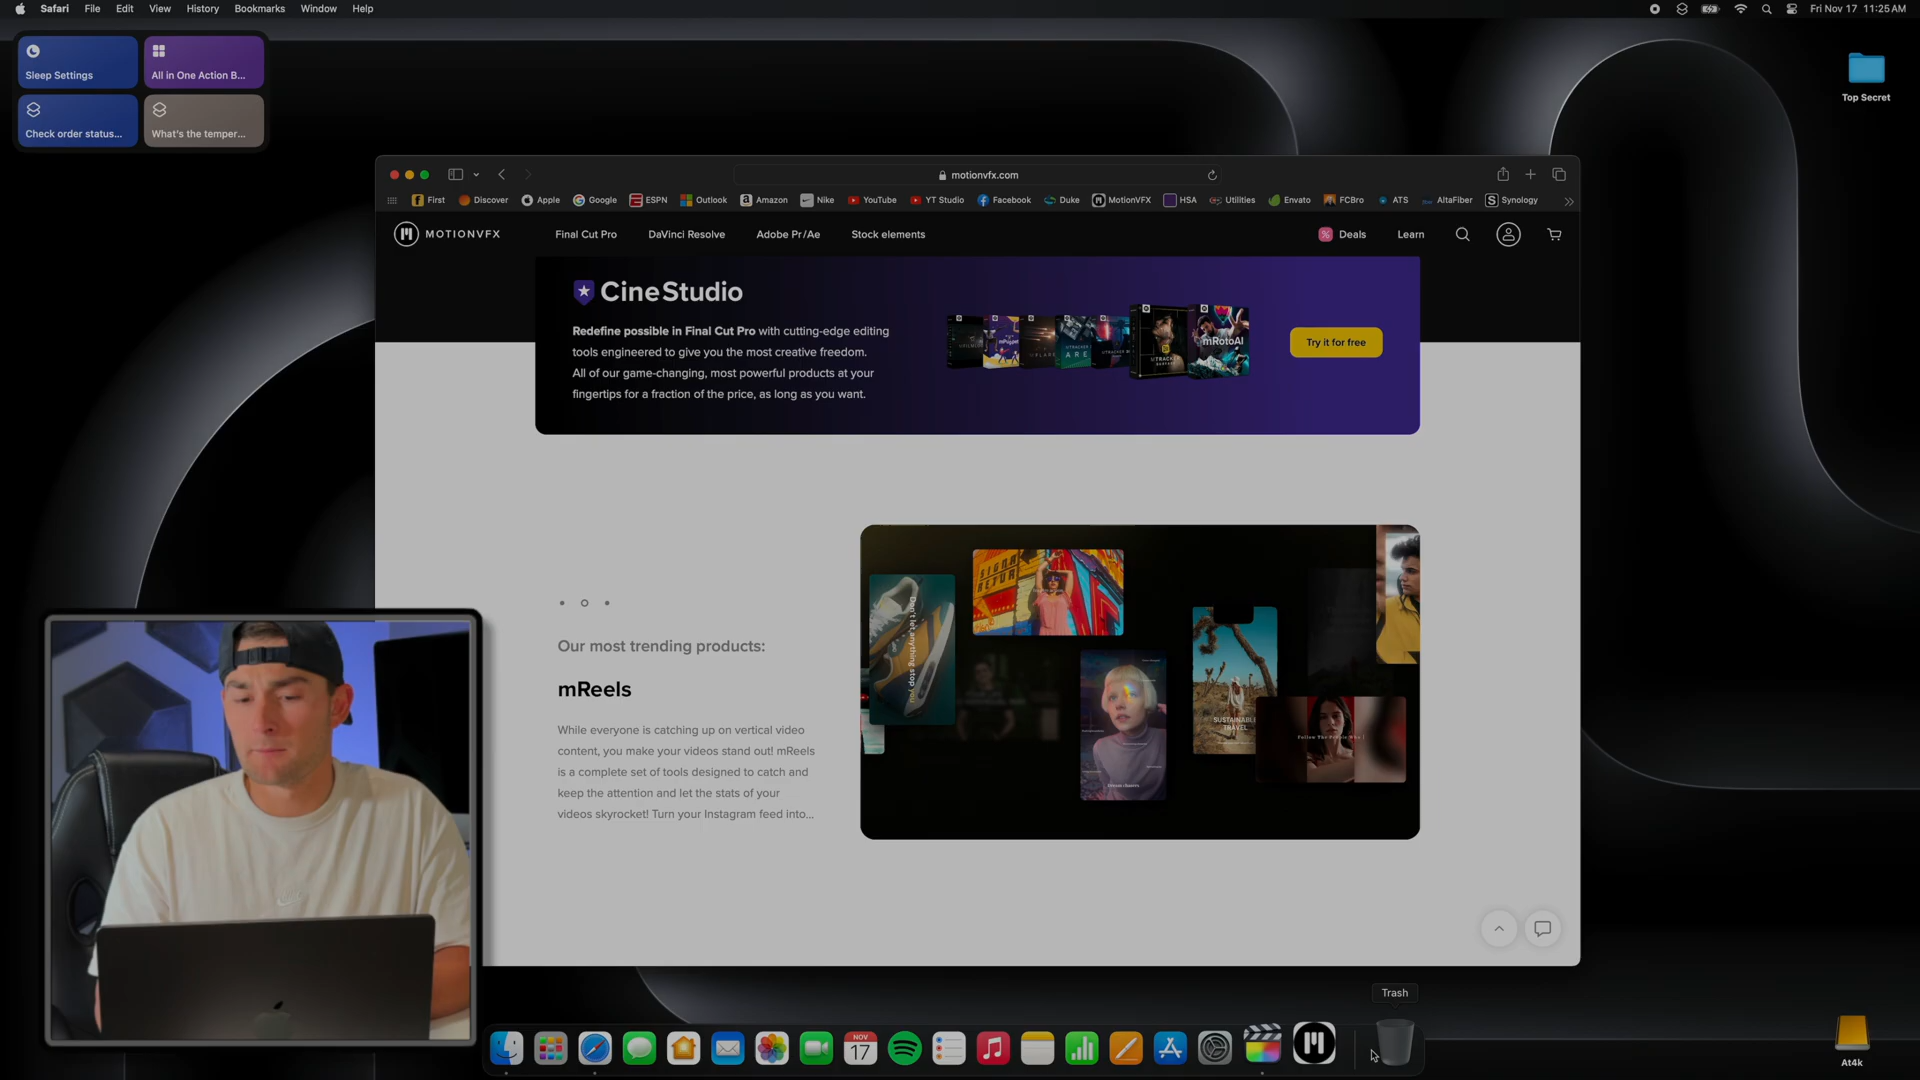 Safari File Edit View History Bookmarks Window Help
Fri Nov 17 11:25 AM
Sleep Settings
All in One Action B...
Check order status...
What's the temper...
Top Secret
motionvfx.com
First Discover Apple Google ESPN Outlook Amazon Nike YouTube YT Studio Facebook Duke MotionVFX HSA Utilities Envato FCBro ATS AltaFiber Synology
MOTIONVFX
Final Cut Pro DaVinci Resolve Adobe Pr/Ae Stock elements
Deals Learn
CineStudio
Redefine possible in Final Cut Pro with cutting-edge editing
tools engineered to give you the most creative freedom.
All of our game-changing, most powerful products at your
fingertips for a fraction of the price, as long as you want.
mRotoAI
Try it for free
Our most trending products:
mReels
While everyone is catching up on vertical video
content, you make your videos stand out! mReels
is a complete set of tools designed to catch and
keep the attention and let the stats of your
videos skyrocket! Turn your Instagram feed into...
Don't let anything stop you
SUSTAINABLE
TRAVEL
Trash
NOV
17
At4k